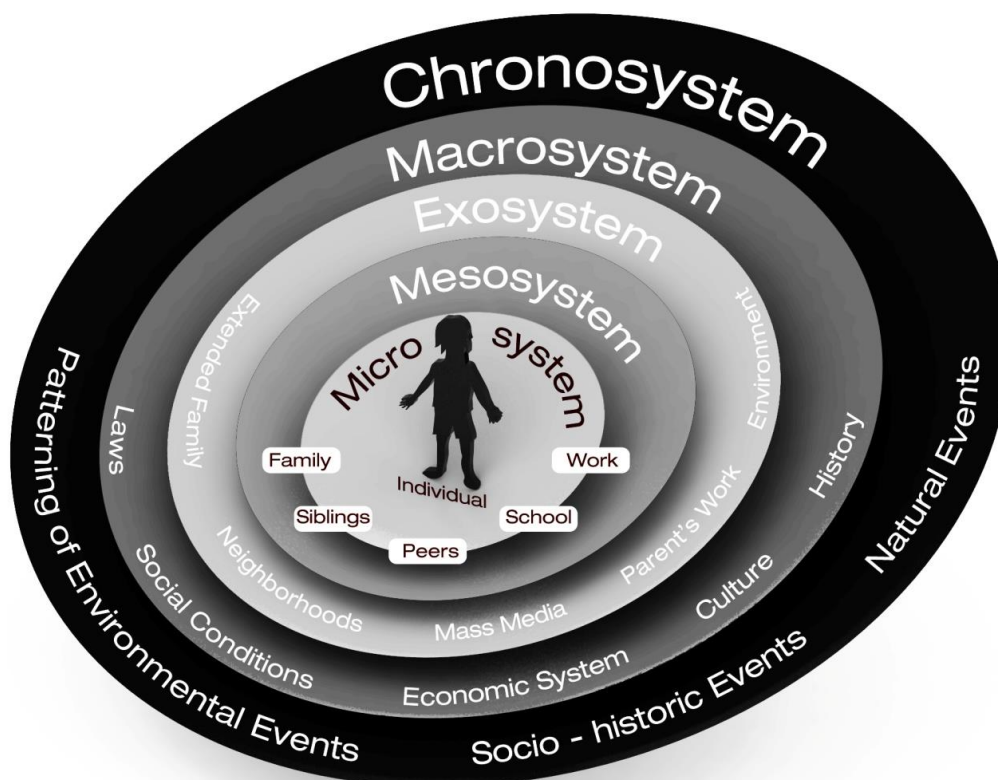 Chronosystem
Macrosystem
Exosystem
Mesosystem
Micro system
Family
Siblings
Peers
School
Work
Individual
Extended Family
Neighborhoods
Mass Media
Parent's Work
Environment
Laws
Social Conditions
Economic System
Culture
History
Patterning of Environmental Events
Socio - historic Events
Natural Events